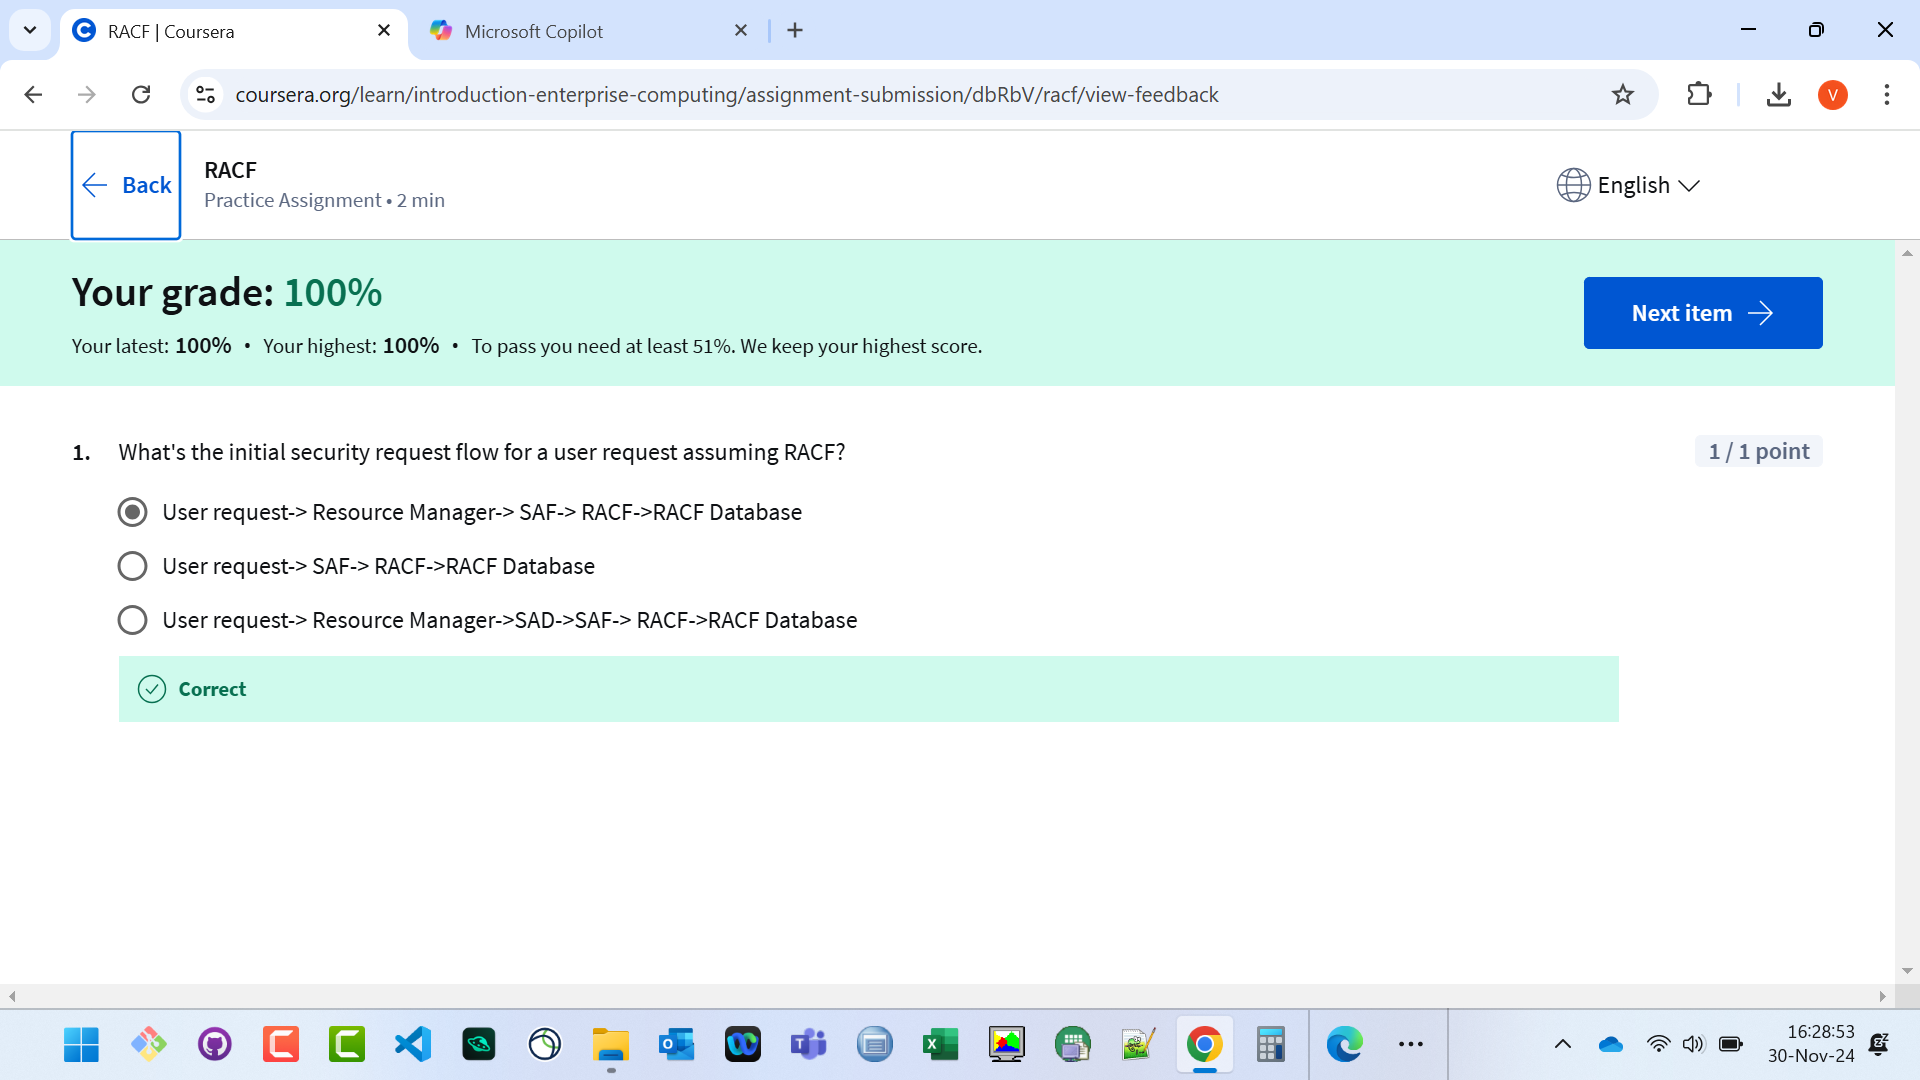 RACF | Coursera
Microsoft Copilot
coursera.org/learn/introduction-enterprise-computing/assignment-submission/dbRbV/racf/view-feedback
V
Back
RACF
Practice Assignment • 2 min
English
Your grade: 100%
Your latest: 100% • Your highest: 100% • To pass you need at least 51%. We keep your highest score.
Next item
1. What's the initial security request flow for a user request assuming RACF?
1 / 1 point
User request-> Resource Manager-> SAF-> RACF->RACF Database
User request-> SAF-> RACF->RACF Database
User request-> Resource Manager->SAD->SAF-> RACF->RACF Database
Correct
16:28:53
30-Nov-24